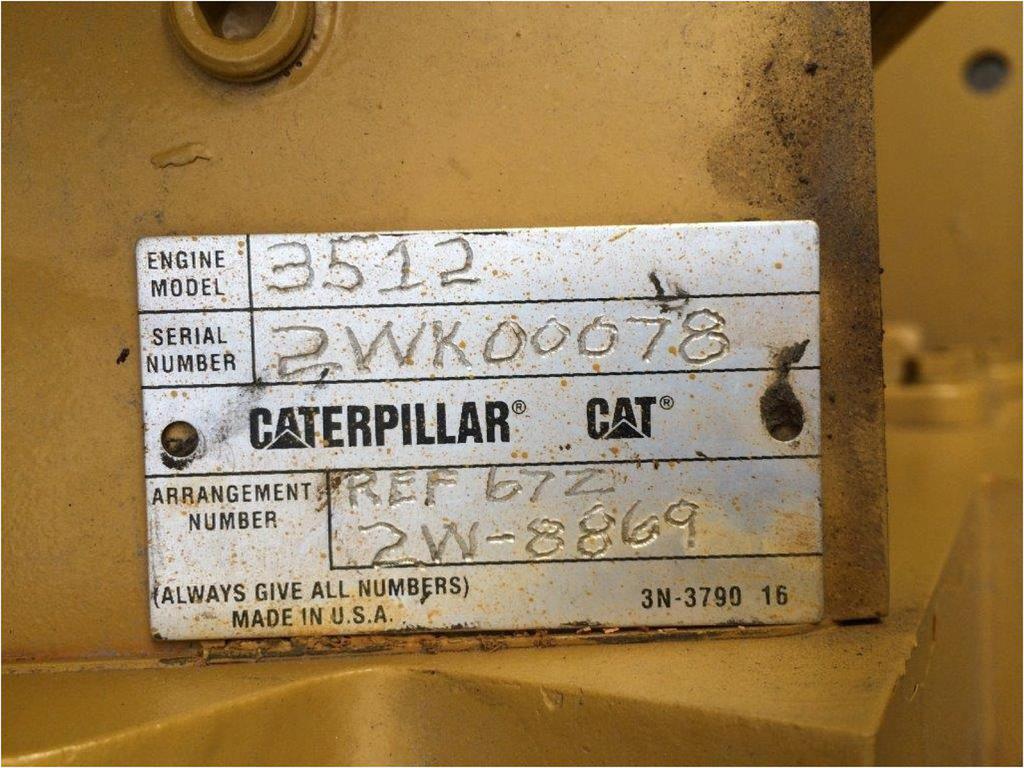 ENGINE MODEL 3512
SERIAL NUMBER 2WK00078
CATERPILLAR® CAT®
ARRANGEMENT NUMBER REF 672
2W-8869
(ALWAYS GIVE ALL NUMBERS)
MADE IN U.S.A. 3N-3790 16